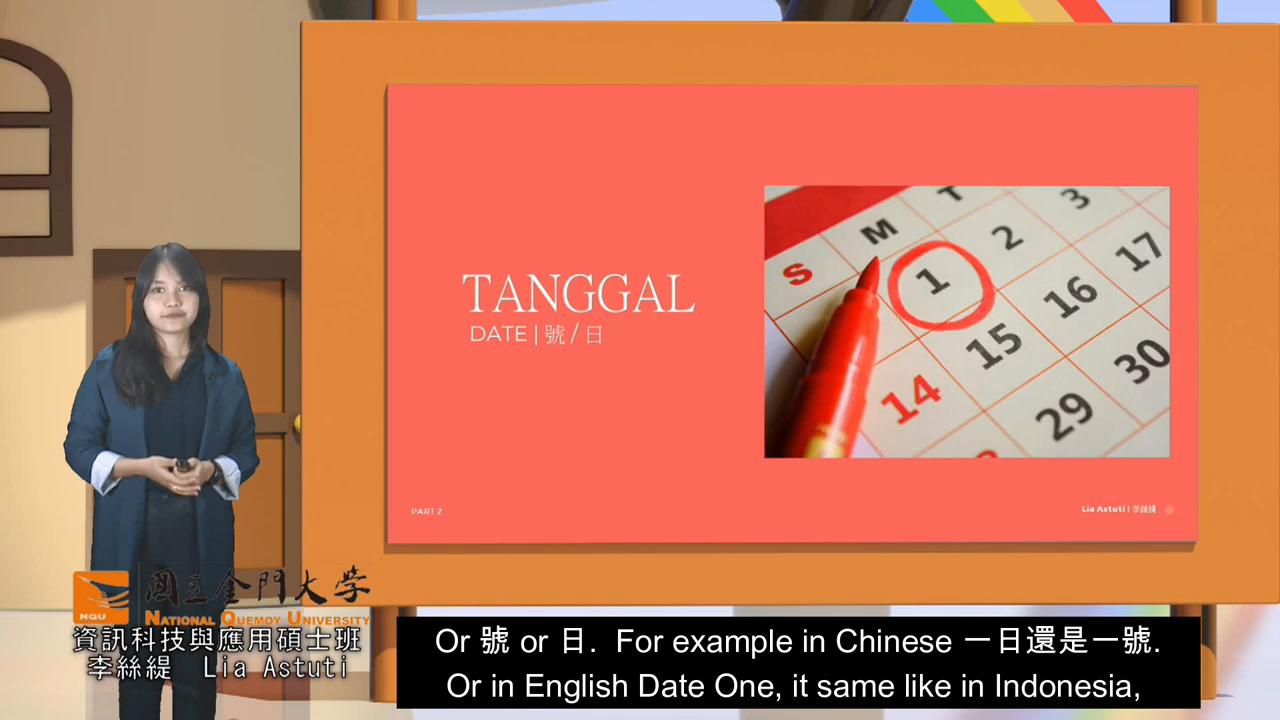 TANGGAL
DATE | 號 / 日
S
M
T
1
2
3
14
15
16
17
29
30
PART 2
Lia Astuti | 李絲緹
NQU
國立金門大學
NATIONAL QUEMOY UNIVERSITY
資訊科技與應用碩士班
李絲緹 Lia Astuti
Or 號 or 日. For example in Chinese 一日還是一號.
Or in English Date One, it same like in Indonesia,